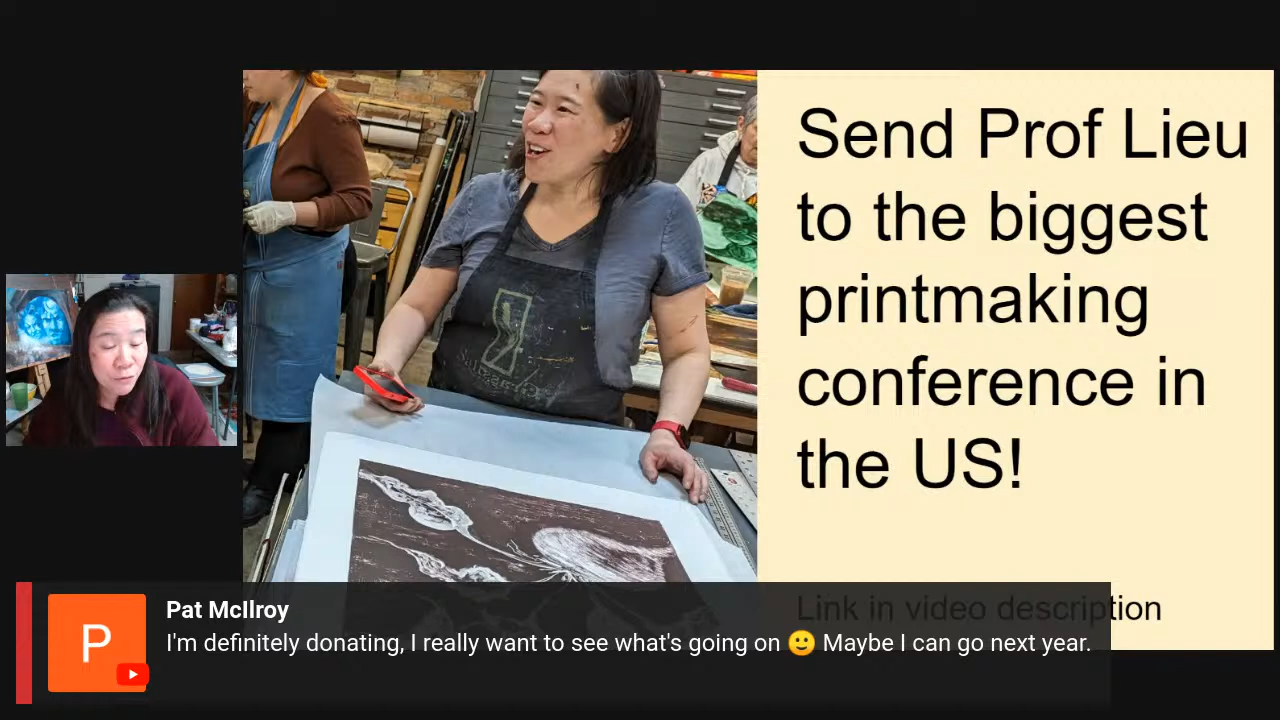 Send Prof Lieu
to the biggest
printmaking
conference in
the US!
Link in video description
P
Pat McIlroy
I'm definitely donating, I really want to see what's going on 🙂 Maybe I can go next year.